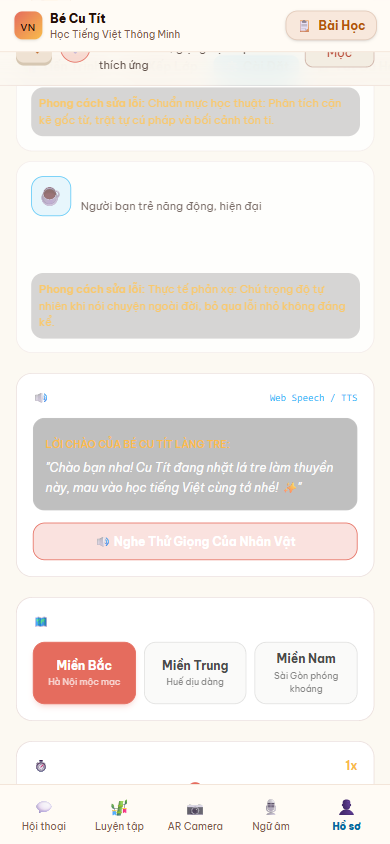 VN
Bé Cu Tít
Học Tiếng Việt Thông Minh
Bài Học
thích ứng
Mục
Phong cách sửa lỗi: Chuẩn mực học thuật. Phân tích cặn
kẽ gốc từ, trật tự cú pháp và bối cảnh tôn ti.
Người bạn trẻ năng động, hiện đại
Phong cách sửa lỗi: Thực tế phản xạ. Chú trọng độ tự
nhiên khi nói chuyện ngoài đời, bỏ qua lỗi nhỏ không đáng
kể.
Web Speech / TTS
LỜI CHÀO CỦA BÉ CU TÍT LÀNG TRE:
"Chào bạn nha! Cu Tít đang nhặt lá tre làm thuyền
này, mau vào học tiếng Việt cùng tớ nhé! "
Nghe Thử Giọng Của Nhân Vật
Miền Bắc
Hà Nội mộc mạc
Miền Trung
Huế dịu dàng
Miền Nam
Sài Gòn phóng
khoáng
1x
Hội thoại
Luyện tập
AR Camera
Ngữ âm
Hồ sơ